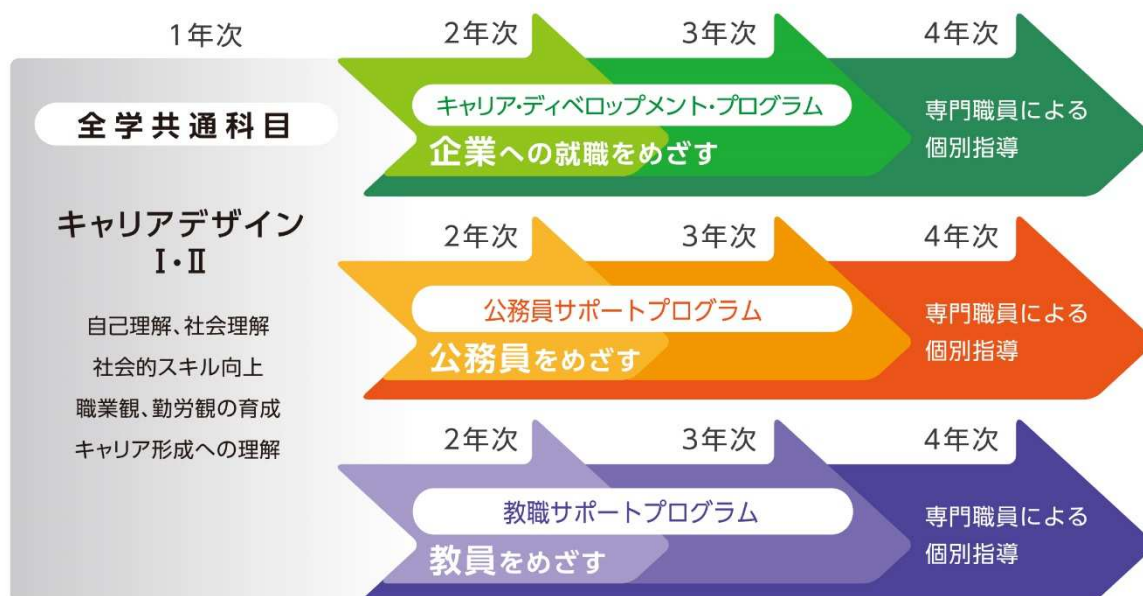 1年次
全学共通科目
キャリアデザイン
Ⅰ・Ⅱ
自己理解、社会理解
社会的スキル向上
職業観、勤労観の育成
キャリア形成への理解
2年次
3年次
4年次
キャリア・ディベロップメント・プログラム
企業への就職をめざす
専門職員による
個別指導
2年次
3年次
4年次
公務員サポートプログラム
公務員をめざす
専門職員による
個別指導
2年次
3年次
4年次
教職サポートプログラム
教員をめざす
専門職員による
個別指導